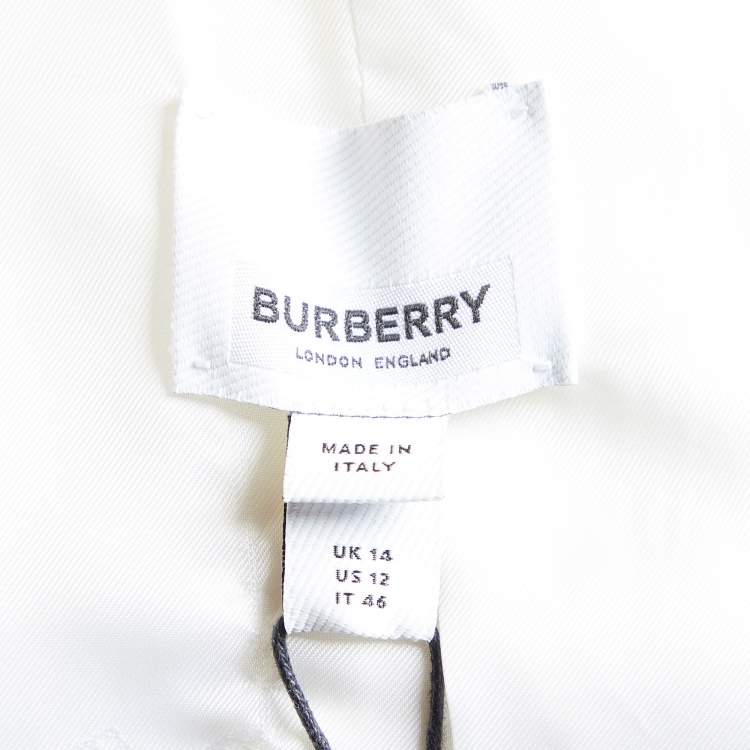 BURBERRY
LONDON ENGLAND
MADE IN
ITALY
UK 14
US 12
IT 46